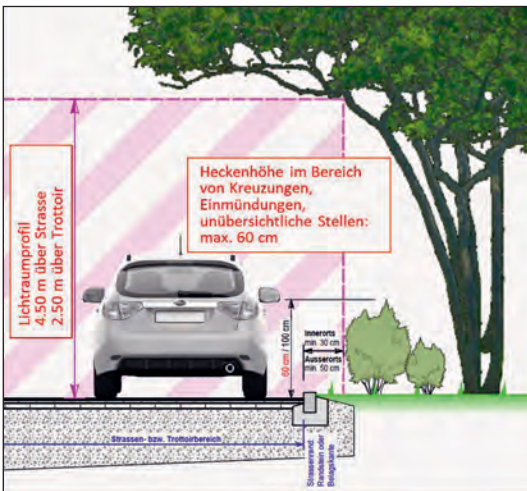 Lichtraumprofil
4.50 m über Strasse
2.50 m über Trottoir
Heckenhöhe im Bereich
von Kreuzungen,
Einmündungen,
unübersichtliche Stellen:
max. 60 cm
60 cm / 100 cm
Innerorts
min. 30 cm
Ausserorts
min. 50 cm
Strassen- bzw. Trottoirbereich
Strassenrand:
Randstein oder
Belagskante